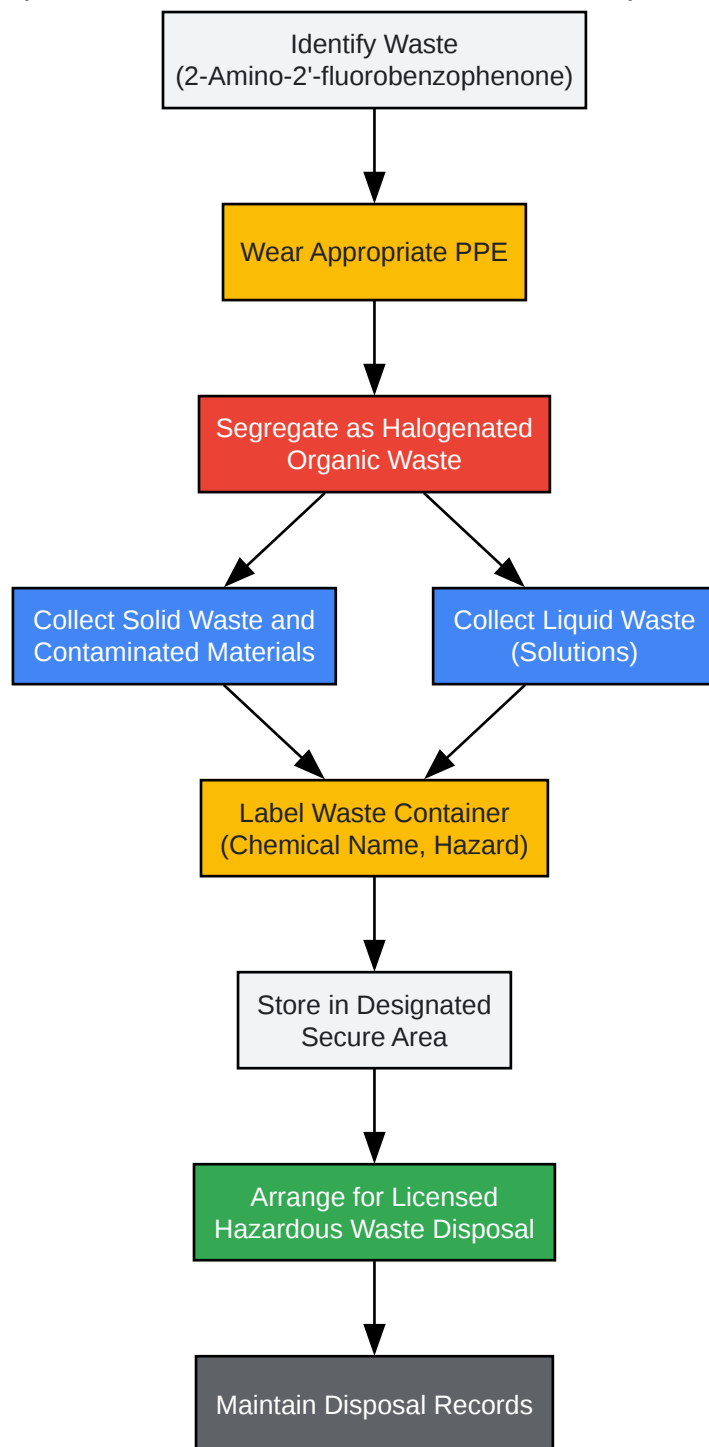 Identify Waste
(2-Amino-2'-fluorobenzophenone)
Wear Appropriate PPE
Segregate as Halogenated
Organic Waste
Collect Solid Waste and
Contaminated Materials
Collect Liquid Waste
(Solutions)
Label Waste Container
(Chemical Name, Hazard)
Store in Designated
Secure Area
Arrange for Licensed
Hazardous Waste Disposal
Maintain Disposal Records